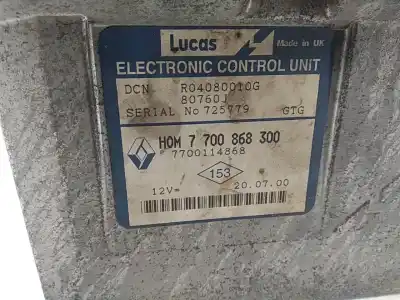 Lucas Made in UK
ELECTRONIC CONTROL UNIT
DCN R04080010G
80760J
SERIAL No 725779 GTG
HOM 7 700 868 300
7700114868
153
12V= 20.07.00